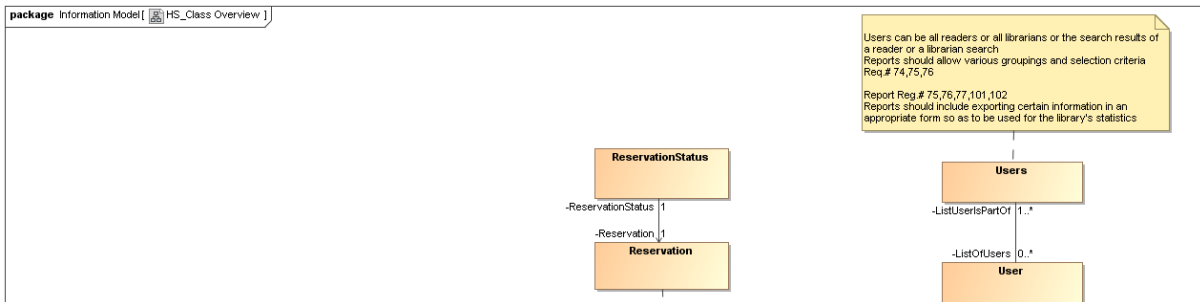 package Information Model[ HS_Class Overview ]
Users can be all readers or all librarians or the search results of
a reader or a librarian search
Reports should allow various groupings and selection criteria
Req.# 74,75,76
Report Reg.# 75,76,77,101,102
Reports should include exporting certain information in an
appropriate form so as to be used for the library's statistics
ReservationStatus
-ReservationStatus 1
-Reservation 1
Reservation
Users
-ListUserIsPartOf 1..*
-ListOfUsers 0..*
User